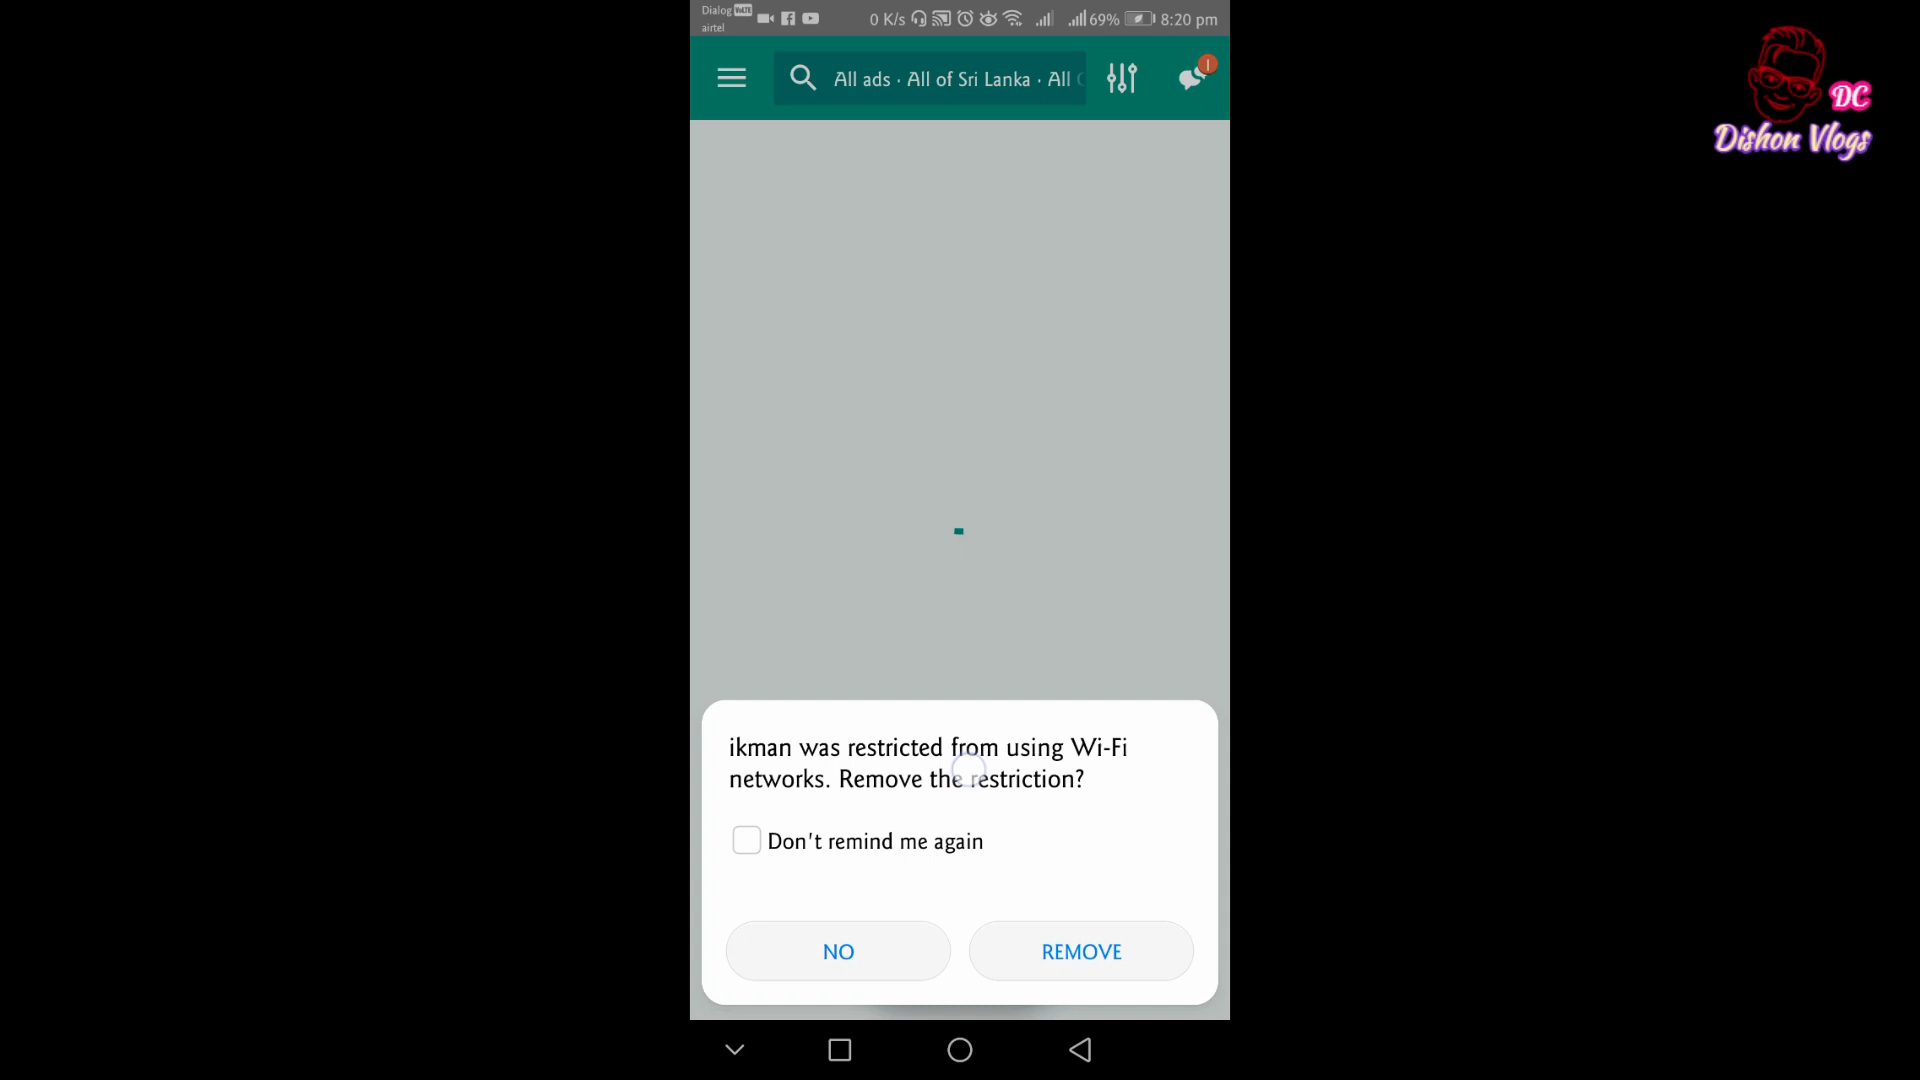 Dialog VoLTE
airtel
0 K/s
69%
8:20 pm
All ads · All of Sri Lanka · All
DC
Dishon Vlogs
ikman was restricted from using Wi-Fi
networks. Remove the restriction?
Don't remind me again
NO
REMOVE